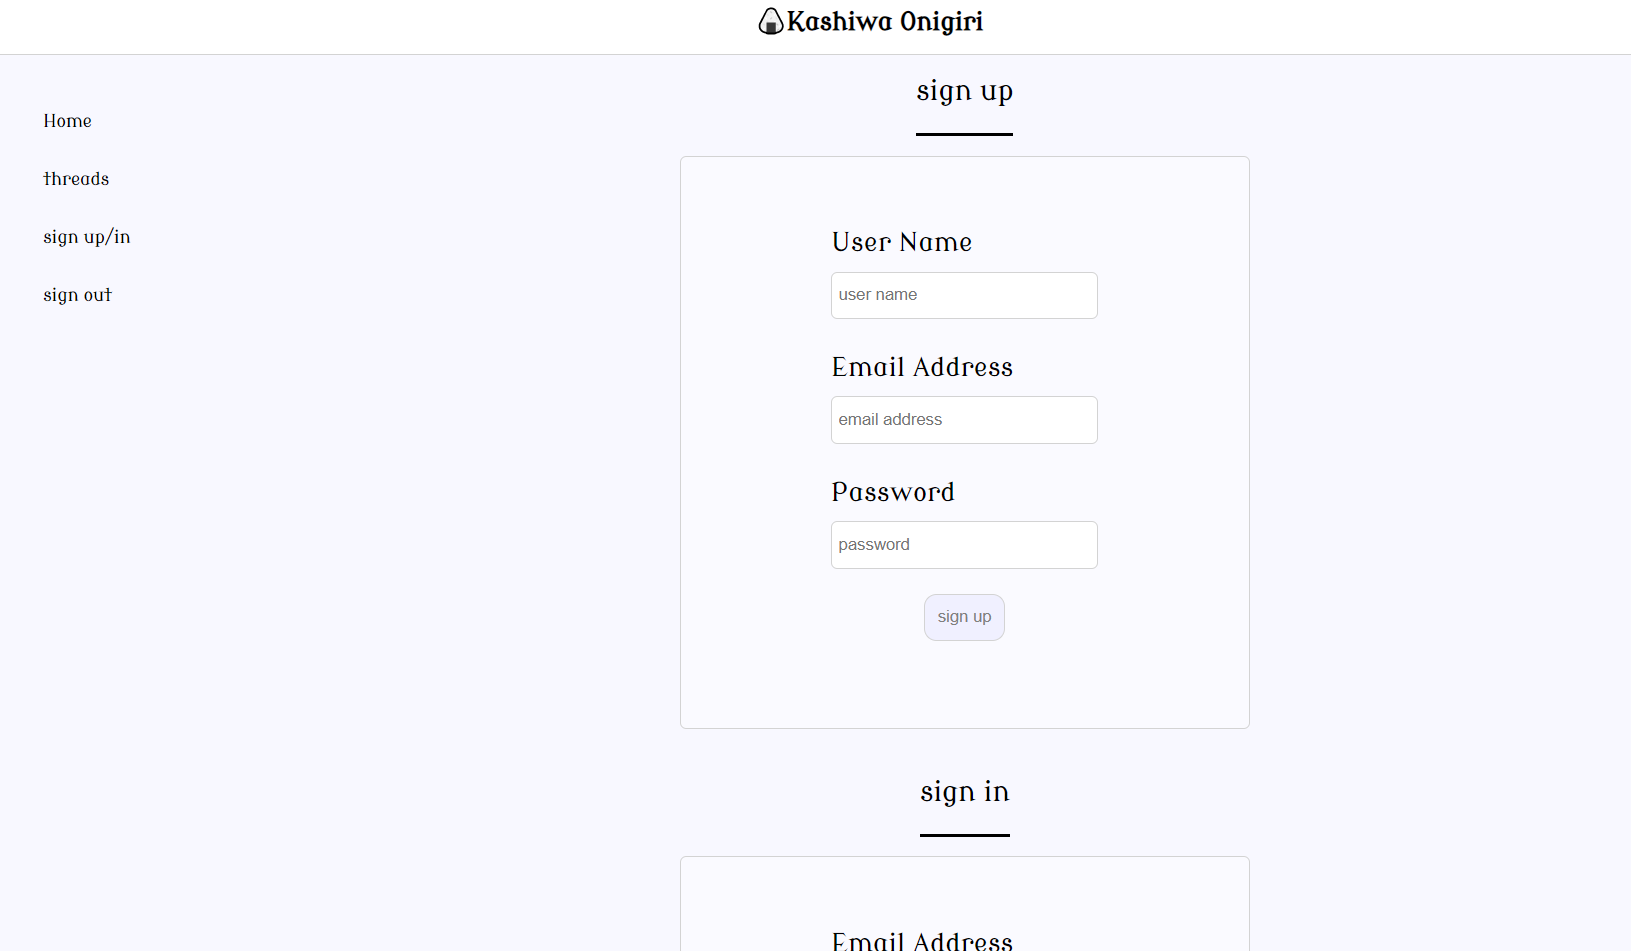 Kashiwa Onigiri
Home
threads
sign up/in
sign out
sign up
User Name
user name
Email Address
email address
Password
password
sign up
sign in
Email Address